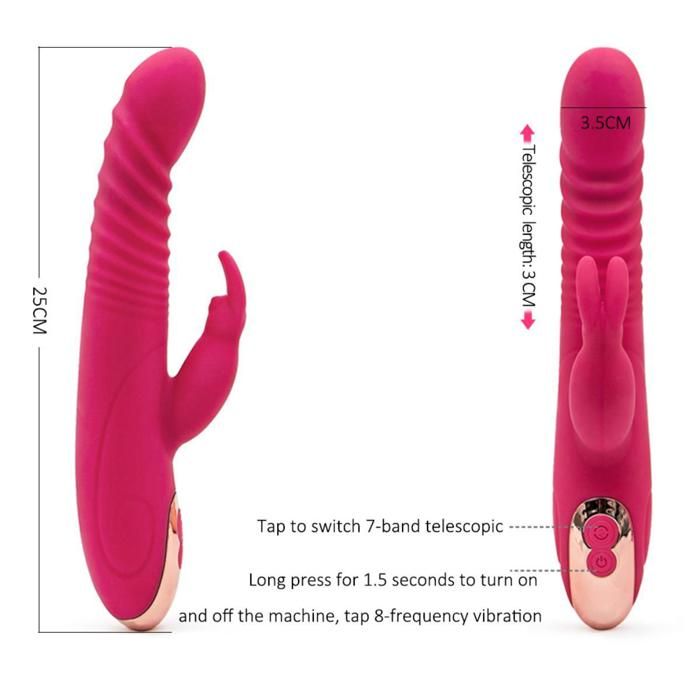 3.5CM
Telescopic length: 3 CM
25CM
Tap to switch 7-band telescopic
Long press for 1.5 seconds to turn on
and off the machine, tap 8-frequency vibration